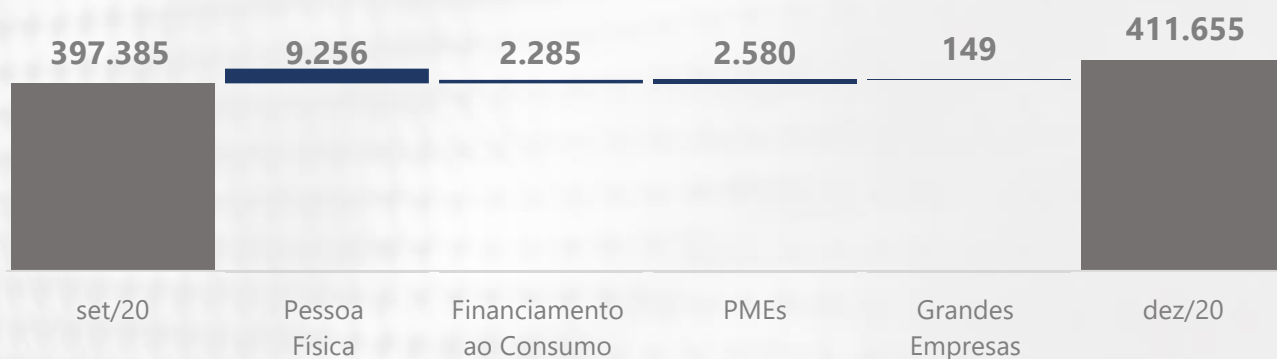 397.385
9.256
2.285
2.580
149
411.655
set/20
Pessoa
Física
Financiamento
ao Consumo
PMEs
Grandes
Empresas
dez/20